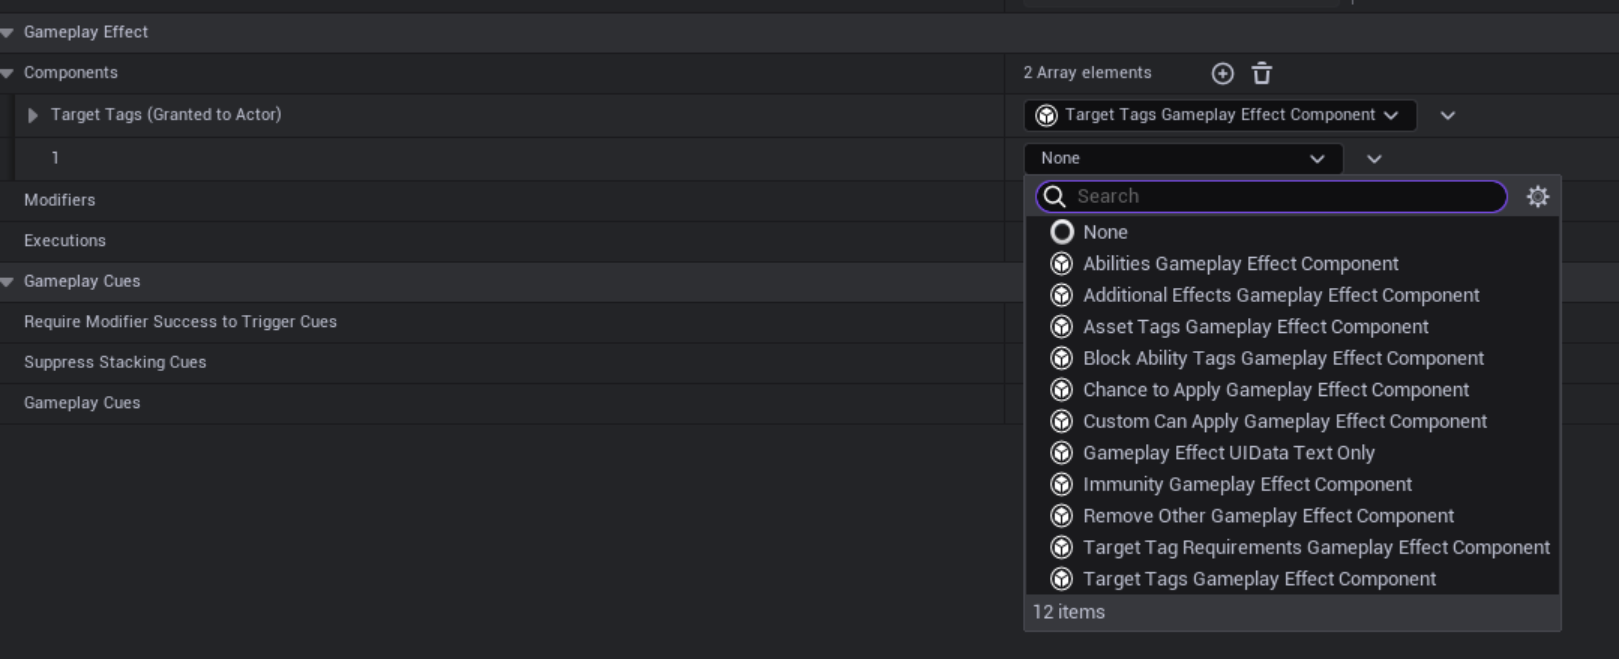 Gameplay Effect
Components
2 Array elements
Target Tags (Granted to Actor)
Target Tags Gameplay Effect Component
1
None
Modifiers
Search
Executions
None
Abilities Gameplay Effect Component
Gameplay Cues
Additional Effects Gameplay Effect Component
Require Modifier Success to Trigger Cues
Asset Tags Gameplay Effect Component
Suppress Stacking Cues
Block Ability Tags Gameplay Effect Component
Chance to Apply Gameplay Effect Component
Gameplay Cues
Custom Can Apply Gameplay Effect Component
Gameplay Effect UIData Text Only
Immunity Gameplay Effect Component
Remove Other Gameplay Effect Component
Target Tag Requirements Gameplay Effect Component
Target Tags Gameplay Effect Component
12 items